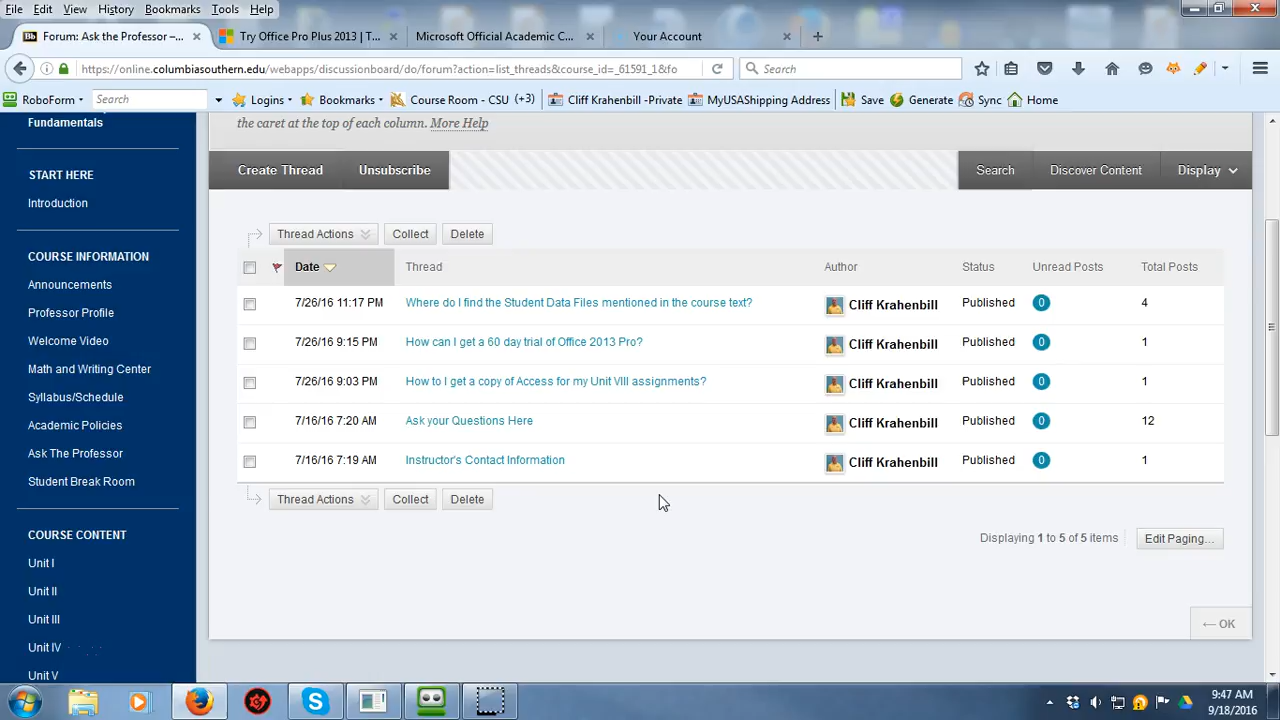 File Edit View History Bookmarks Tools Help
Bb Forum: Ask the Professor –... × Try Office Pro Plus 2013 | T... × Microsoft Official Academic C... × Your Account × +
https://online.columbiasouthern.edu/webapps/discussionboard/do/forum?action=list_threads&course_id=_61591_1&fo Search
RoboForm Search Logins Bookmarks Course Room - CSU (+3) Cliff Krahenbill -Private MyUSAShipping Address Save Generate Sync Home
Fundamentals
START HERE
Introduction
COURSE INFORMATION
Announcements
Professor Profile
Welcome Video
Math and Writing Center
Syllabus/Schedule
Academic Policies
Ask The Professor
Student Break Room
COURSE CONTENT
Unit I
Unit II
Unit III
Unit IV
Unit V
the caret at the top of each column. More Help
Create Thread Unsubscribe Search Discover Content Display
Thread Actions Collect Delete
Date Thread Author Status Unread Posts Total Posts
7/26/16 11:17 PM Where do I find the Student Data Files mentioned in the course text? Cliff Krahenbill Published 0 4
7/26/16 9:15 PM How can I get a 60 day trial of Office 2013 Pro? Cliff Krahenbill Published 0 1
7/26/16 9:03 PM How to I get a copy of Access for my Unit VIII assignments? Cliff Krahenbill Published 0 1
7/16/16 7:20 AM Ask your Questions Here Cliff Krahenbill Published 0 12
7/16/16 7:19 AM Instructor's Contact Information Cliff Krahenbill Published 0 1
Thread Actions Collect Delete
Displaying 1 to 5 of 5 items Edit Paging...
← OK
9:47 AM
9/18/2016